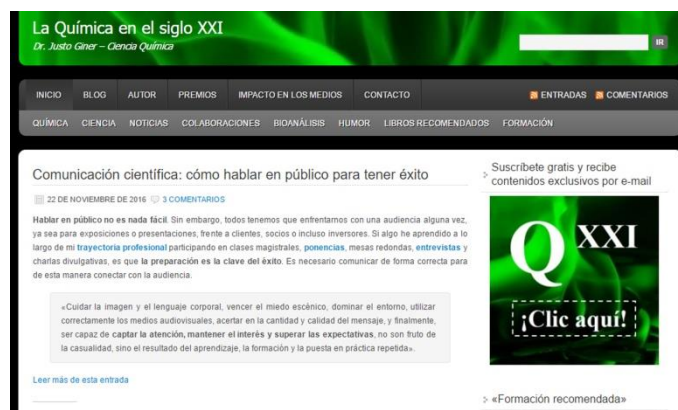 La Química en el siglo XXI
Dr. Justo Giner – Ciencia Química
IR
INICIO BLOG AUTOR PREMIOS IMPACTO EN LOS MEDIOS CONTACTO ENTRADAS COMENTARIOS
QUÍMICA CIENCIA NOTICIAS COLABORACIONES BIOANÁLISIS HUMOR LIBROS RECOMENDADOS FORMACIÓN
Comunicación científica: cómo hablar en público para tener éxito
22 DE NOVIEMBRE DE 2016 3 COMENTARIOS
Hablar en público no es nada fácil. Sin embargo, todos tenemos que enfrentarnos con una audiencia alguna vez,
ya sea para exposiciones o presentaciones, frente a clientes, socios o incluso inversores. Si algo he aprendido a lo
largo de mi trayectoria profesional participando en clases magistrales, ponencias, mesas redondas, entrevistas y
charlas divulgativas, es que la preparación es la clave del éxito. Es necesario comunicar de forma correcta para
de esta manera conectar con la audiencia.
«Cuidar la imagen y el lenguaje corporal, vencer el miedo escénico, dominar el entorno, utilizar
correctamente los medios audiovisuales, acertar en la cantidad y calidad del mensaje, y finalmente,
ser capaz de captar la atención, mantener el interés y superar las expectativas, no son fruto de
la casualidad, sino el resultado del aprendizaje, la formación y la puesta en práctica repetida».
Leer más de esta entrada
Suscríbete gratis y recibe
contenidos exclusivos por e-mail
Q XXI
¡Clic aquí!
«Formación recomendada»